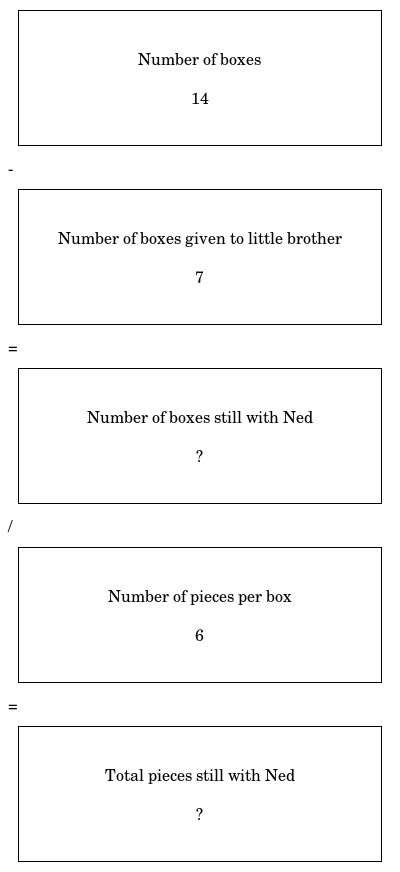 Number of boxes
14
-
Number of boxes given to little brother
7
=
Number of boxes still with Ned
?
/
Number of pieces per box
6
=
Total pieces still with Ned
?